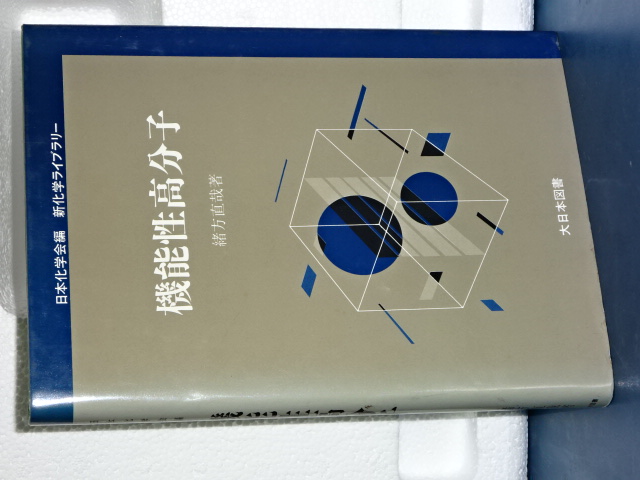 日本化学会編 新化学ライブラリー
機能性高分子
緒方直哉著
大日本図書